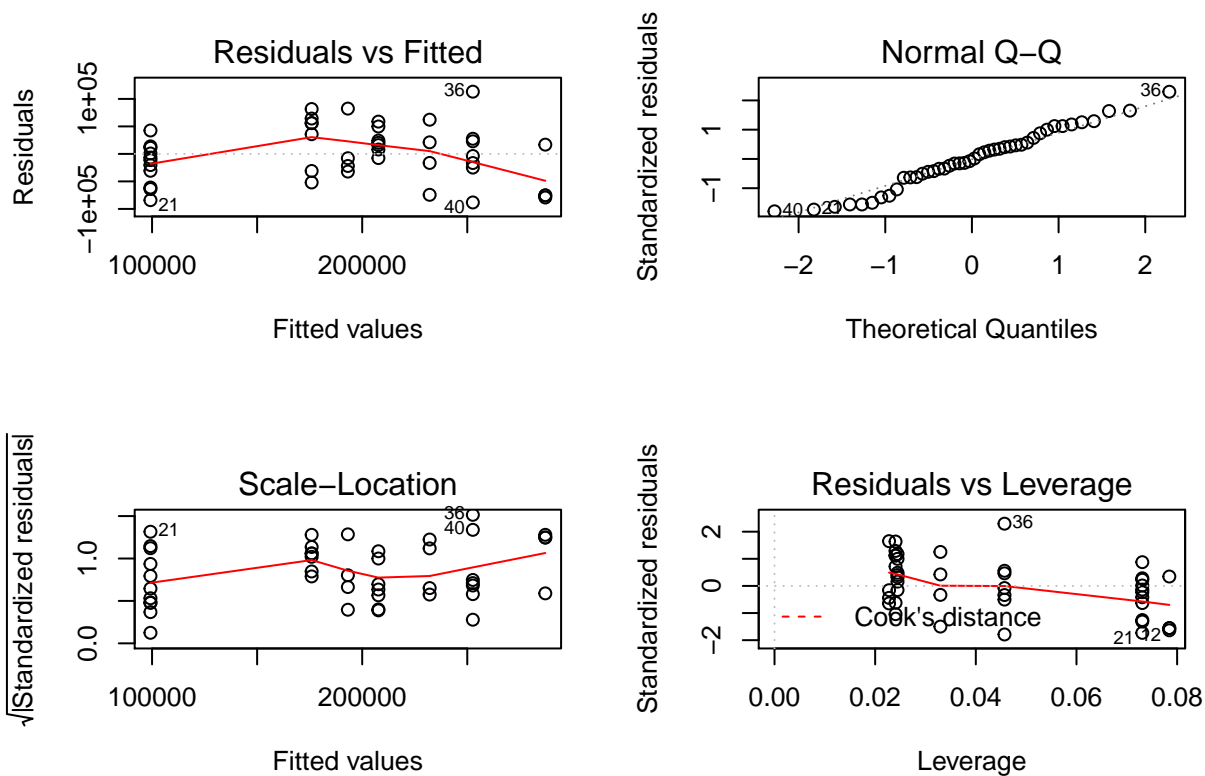 Residuals vs Fitted
Residuals
−1e+05
1e+05
36
21
40
100000
200000
Fitted values
Normal Q−Q
Standardized residuals
−1
1
36
40
21
−2
−1
0
1
2
Theoretical Quantiles
Scale−Location
√|Standardized residuals|
0.0
1.0
21
36
40
100000
200000
Fitted values
Residuals vs Leverage
Standardized residuals
−2
0
2
36
Cook's distance
21
12
0.00
0.02
0.04
0.06
0.08
Leverage